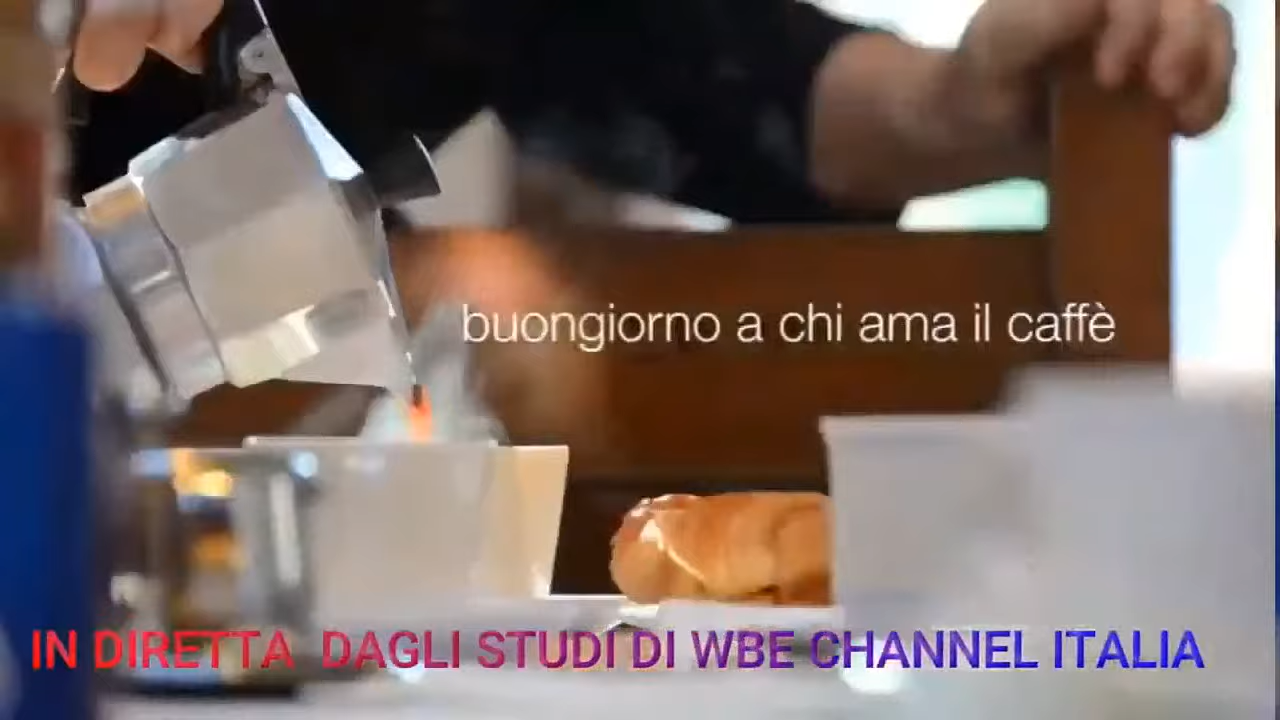 buongiorno a chi ama il caffè
IN DIRETTA DAGLI STUDI DI WBE CHANNEL ITALIA